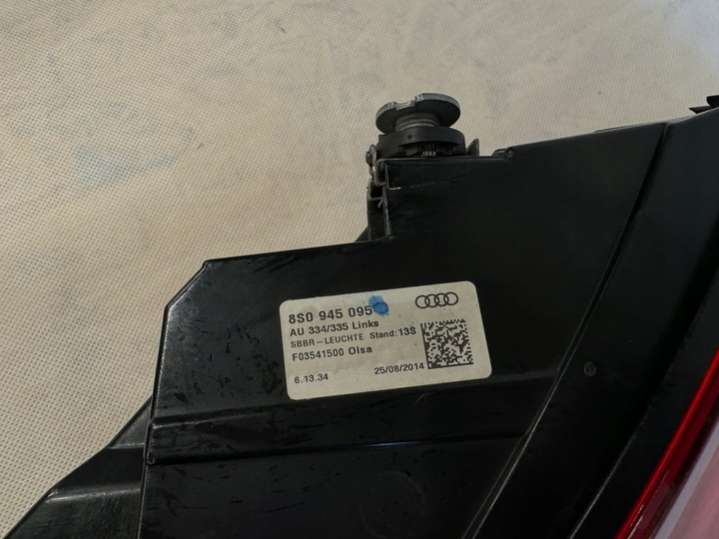 8S0 945 095
AU 334/335 Links
SBBR-LEUCHTE Stand:13S
F03541500 Olsa
6.13.34 25/08/2014